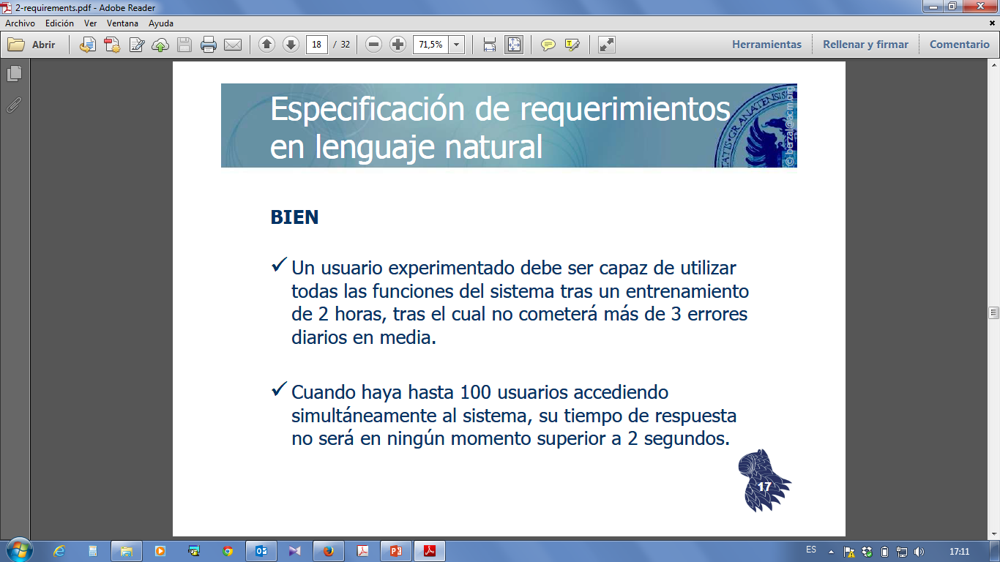 2-requirements.pdf - Adobe Reader
Archivo Edición Ver Ventana Ayuda
Abrir 18 / 32 71,5% Herramientas Rellenar y firmar Comentario
Especificación de requerimientos
en lenguaje natural
© berzal@acm.org
BIEN
✓ Un usuario experimentado debe ser capaz de utilizar
todas las funciones del sistema tras un entrenamiento
de 2 horas, tras el cual no cometerá más de 3 errores
diarios en media.
✓ Cuando haya hasta 100 usuarios accediendo
simultáneamente al sistema, su tiempo de respuesta
no será en ningún momento superior a 2 segundos.
17
ES 17:11